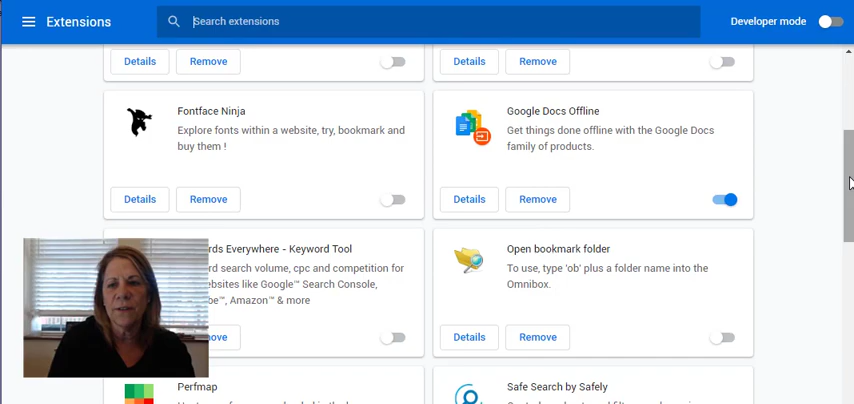 Extensions
Search extensions
Developer mode
Details Remove
Details Remove
Fontface Ninja
Explore fonts within a website, try, bookmark and
buy them !
Details Remove
Google Docs Offline
Get things done offline with the Google Docs
family of products.
Details Remove
rds Everywhere - Keyword Tool
rd search volume, cpc and competition for
ebsites like Google™ Search Console,
be™, Amazon™ & more
ove
Open bookmark folder
To use, type 'ob' plus a folder name into the
Omnibox.
Details Remove
Perfmap
Safe Search by Safely